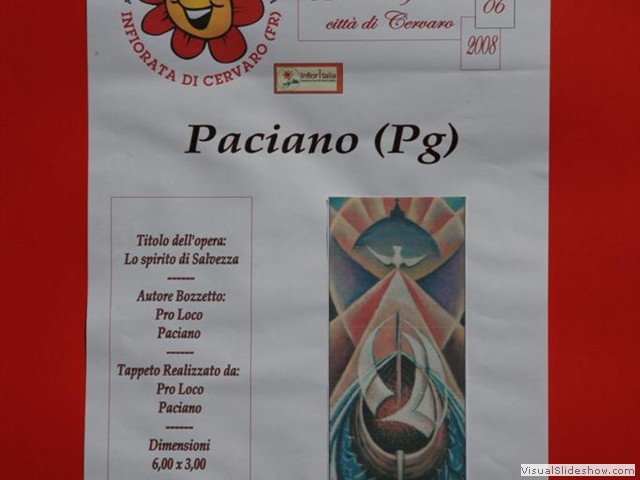 INFIORATA DI CERVARO (FR)
città di Cervaro
06
2008
InfiorItalia
Paciano (Pg)
Titolo dell'opera:
Lo spirito di Salvezza
------
Autore Bozzetto:
Pro Loco
Paciano
------
Tappeto Realizzato da:
Pro Loco
Paciano
------
Dimensioni
6,00 x 3,00
VisualSlideshow.com